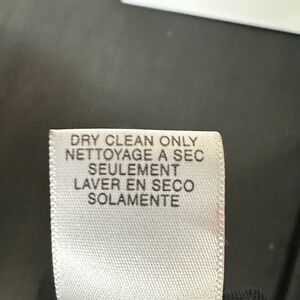 DRY CLEAN ONLY
NETTOYAGE A SEC
SEULEMENT
LAVER EN SECO
SOLAMENTE